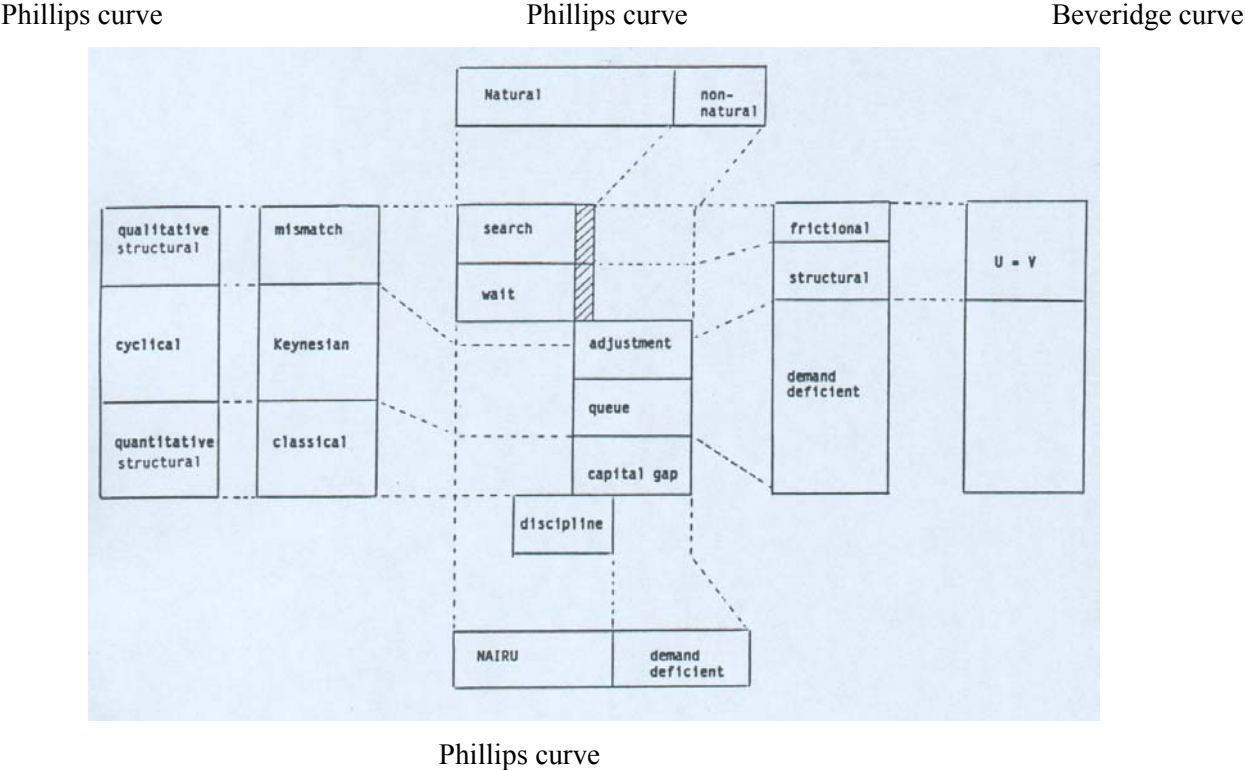 Phillips curve Phillips curve Beveridge curve
Natural non-
natural
qualitative
structural
mismatch
search
frictional
U = V
structural
wait
cyclical
Keynesian
adjustment
demand
deficient
queue
quantitative
structural
classical
capital gap
discipline
NAIRU
demand
deficient
Phillips curve